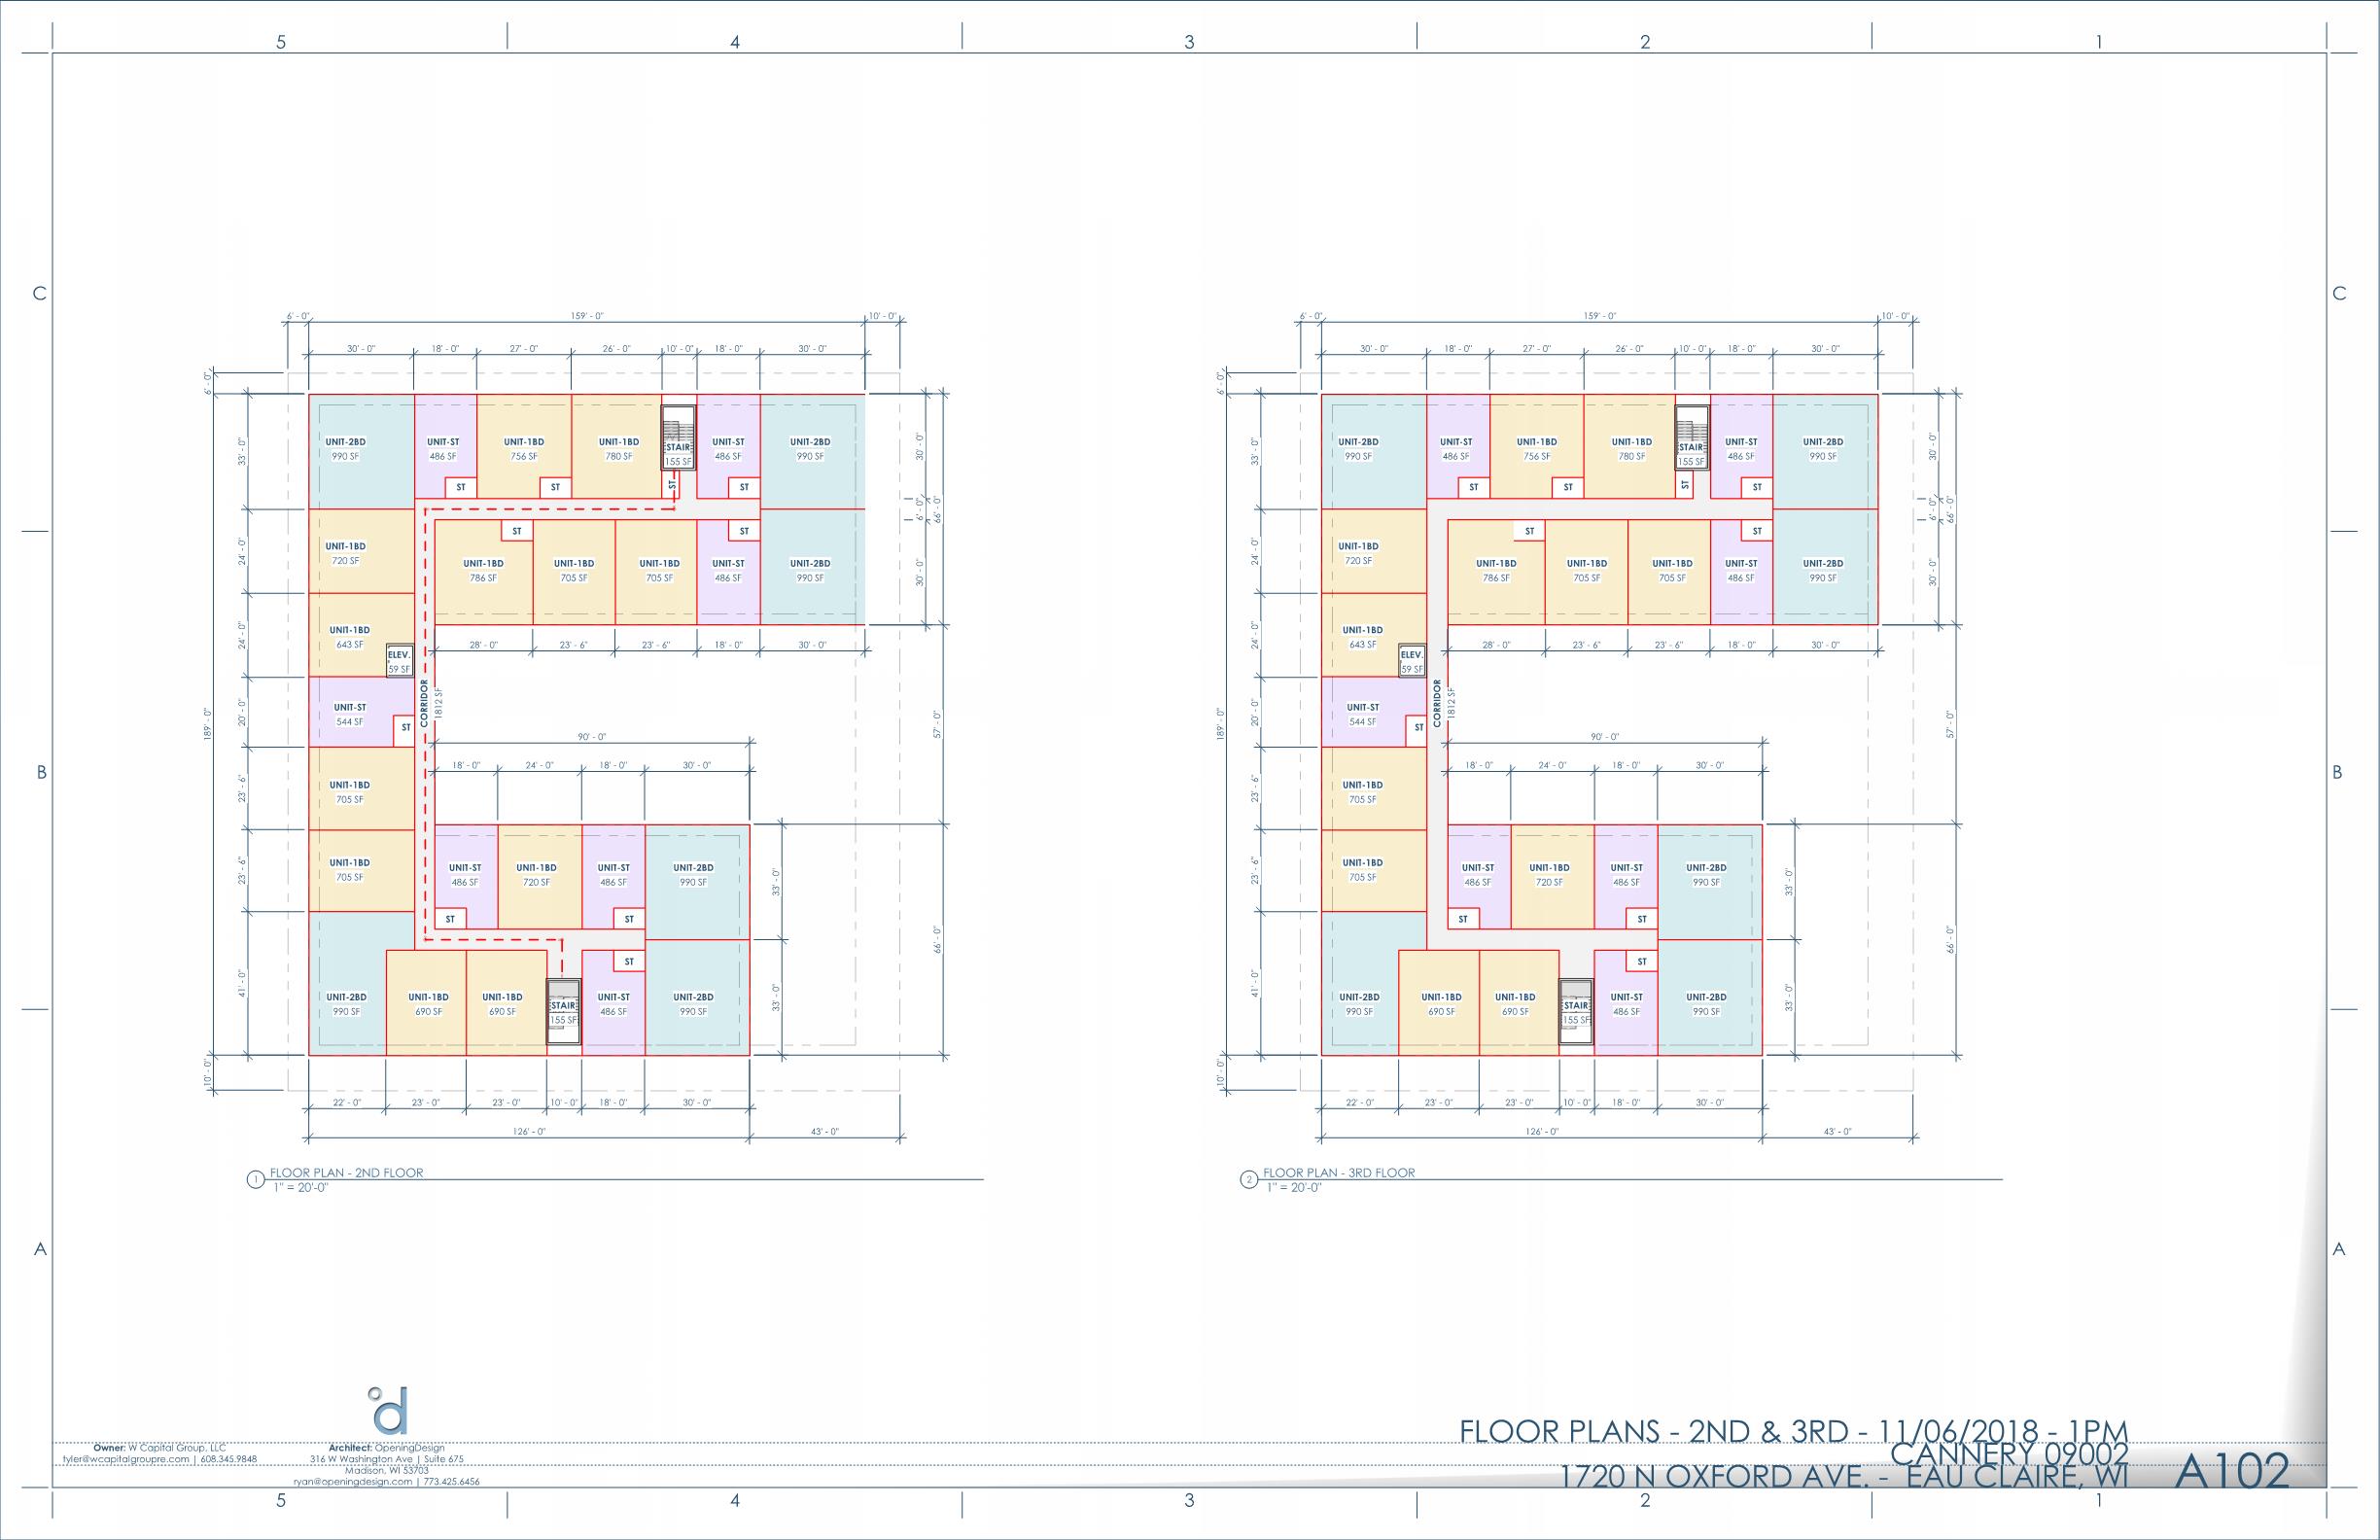 5 4 3 2 1
C C
6' - 0" 159' - 0" 10' - 0"
30' - 0" 18' - 0" 27' - 0" 26' - 0" 10' - 0" 18' - 0" 30' - 0"
6' - 0"
33' - 0"
24' - 0"
24' - 0"
20' - 0"
23' - 6"
23' - 6"
41' - 0"
189' - 0"
10' - 0"
UNIT-2BD
990 SF
UNIT-ST
486 SF
UNIT-1BD
756 SF
UNIT-1BD
780 SF
STAIR
155 SF
UNIT-ST
486 SF
UNIT-2BD
990 SF
ST ST ST ST
30' - 0"
6' - 0"
30' - 0"
66' - 0"
UNIT-1BD
720 SF
ST ST
UNIT-1BD
786 SF
UNIT-1BD
705 SF
UNIT-1BD
705 SF
UNIT-ST
486 SF
UNIT-2BD
990 SF
UNIT-1BD
643 SF
ELEV.
59 SF
28' - 0" 23' - 6" 23' - 6" 18' - 0" 30' - 0"
CORRIDOR
1812 SF
UNIT-ST
544 SF
ST
57' - 0"
90' - 0"
18' - 0" 24' - 0" 18' - 0" 30' - 0"
UNIT-1BD
705 SF
UNIT-1BD
705 SF
UNIT-ST
486 SF
UNIT-1BD
720 SF
UNIT-ST
486 SF
UNIT-2BD
990 SF
33' - 0"
ST ST
66' - 0"
ST
UNIT-2BD
990 SF
UNIT-1BD
690 SF
UNIT-1BD
690 SF
STAIR
155 SF
UNIT-ST
486 SF
UNIT-2BD
990 SF
33' - 0"
22' - 0" 23' - 0" 23' - 0" 10' - 0" 18' - 0" 30' - 0"
126' - 0" 43' - 0"
1 FLOOR PLAN - 2ND FLOOR
1" = 20'-0"
6' - 0" 159' - 0" 10' - 0"
30' - 0" 18' - 0" 27' - 0" 26' - 0" 10' - 0" 18' - 0" 30' - 0"
6' - 0"
33' - 0"
24' - 0"
24' - 0"
20' - 0"
23' - 6"
23' - 6"
41' - 0"
189' - 0"
10' - 0"
UNIT-2BD
990 SF
UNIT-ST
486 SF
UNIT-1BD
756 SF
UNIT-1BD
780 SF
STAIR
155 SF
UNIT-ST
486 SF
UNIT-2BD
990 SF
ST ST ST ST
30' - 0"
6' - 0"
30' - 0"
66' - 0"
UNIT-1BD
720 SF
ST ST
UNIT-1BD
786 SF
UNIT-1BD
705 SF
UNIT-1BD
705 SF
UNIT-ST
486 SF
UNIT-2BD
990 SF
UNIT-1BD
643 SF
ELEV.
59 SF
28' - 0" 23' - 6" 23' - 6" 18' - 0" 30' - 0"
CORRIDOR
1812 SF
UNIT-ST
544 SF
ST
57' - 0"
90' - 0"
18' - 0" 24' - 0" 18' - 0" 30' - 0"
UNIT-1BD
705 SF
UNIT-1BD
705 SF
UNIT-ST
486 SF
UNIT-1BD
720 SF
UNIT-ST
486 SF
UNIT-2BD
990 SF
33' - 0"
ST ST
66' - 0"
ST
UNIT-2BD
990 SF
UNIT-1BD
690 SF
UNIT-1BD
690 SF
STAIR
155 SF
UNIT-ST
486 SF
UNIT-2BD
990 SF
33' - 0"
22' - 0" 23' - 0" 23' - 0" 10' - 0" 18' - 0" 30' - 0"
126' - 0" 43' - 0"
2 FLOOR PLAN - 3RD FLOOR
1" = 20'-0"
B B
A A
d
Owner: W Capital Group, LLC
tyler@wcapitalgroupre.com | 608.345.9848
Architect: OpeningDesign
316 W Washington Ave | Suite 675
Madison, WI 53703
ryan@openingdesign.com | 773.425.6456
FLOOR PLANS - 2ND & 3RD - 11/06/2018 - 1PM
CANNERY 09002
1720 N OXFORD AVE. - EAU CLAIRE, WI
A102
5 4 3 2 1